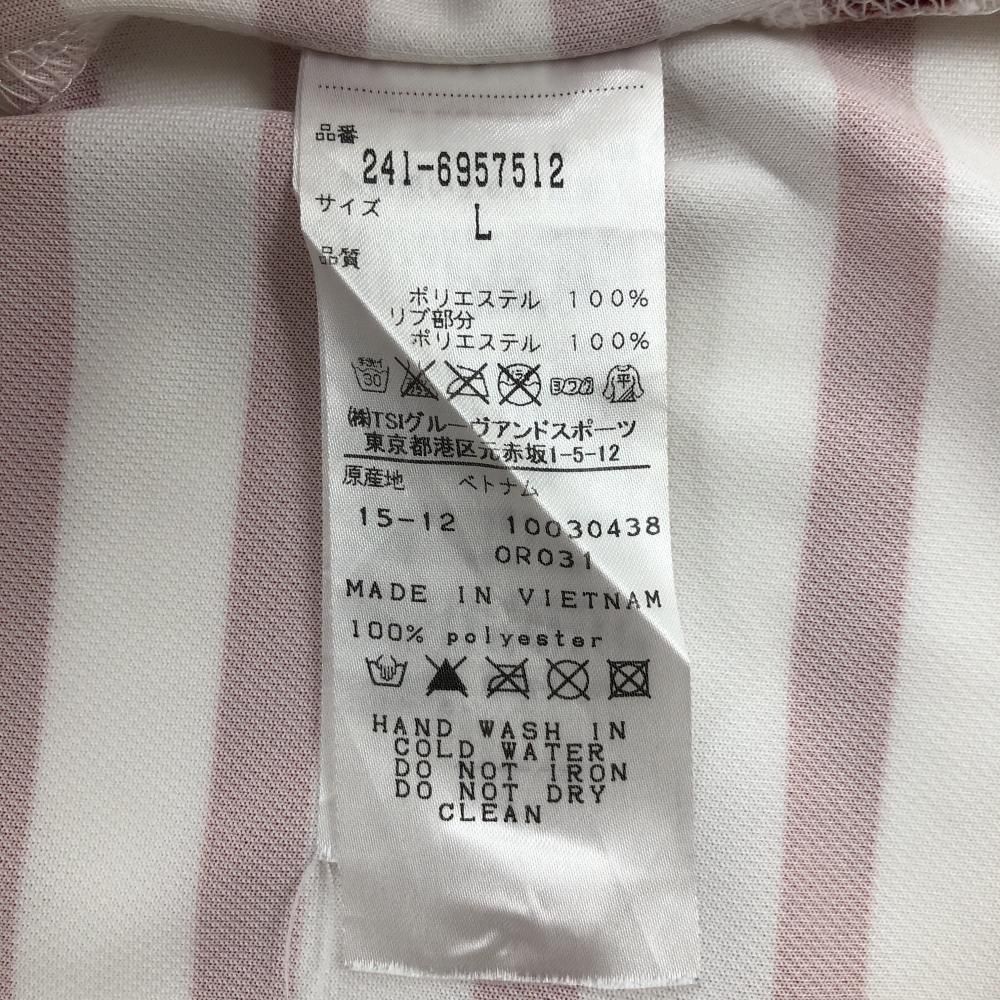 品番
241-6957512
サイズ
L
品質
ポリエステル 100%
リブ部分
ポリエステル 100%
手洗イ
30
ヨワク 平
㈱TSIグルーヴアンドスポーツ
東京都港区元赤坂1-5-12
原産地 ベトナム
15-12 10030438
0R031
MADE IN VIETNAM
100% polyester
HAND WASH IN
COLD WATER
DO NOT IRON
DO NOT DRY
CLEAN